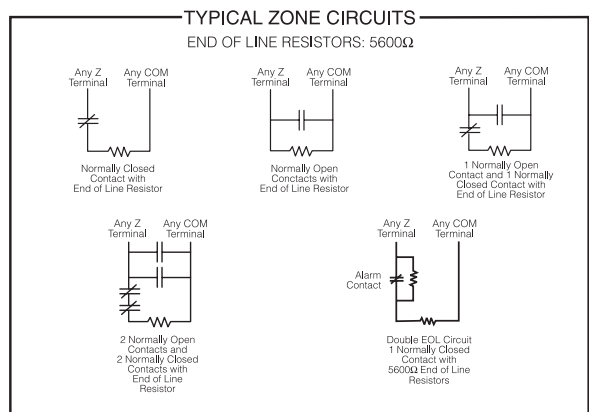 TYPICAL ZONE CIRCUITS
END OF LINE RESISTORS: 5600Ω
Any Z Terminal
Any COM Terminal
Normally Closed
Contact with
End of Line Resistor
Any Z Terminal
Any COM Terminal
Normally Open
Conctacts with
End of Line Resistor
Any Z Terminal
Any COM Terminal
1 Normally Open
Contact and 1 Normally
Closed Contact with
End of Line Resistor
Any Z Terminal
Any COM Terminal
2 Normally Open
Contacts and
2 Normally Closed
Contacts with
End of Line
Resistor
Any Z Terminal
Any COM Terminal
Alarm
Contact
Double EOL Circuit
1 Normally Closed
Contact with
5600Ω End of Line
Resistors